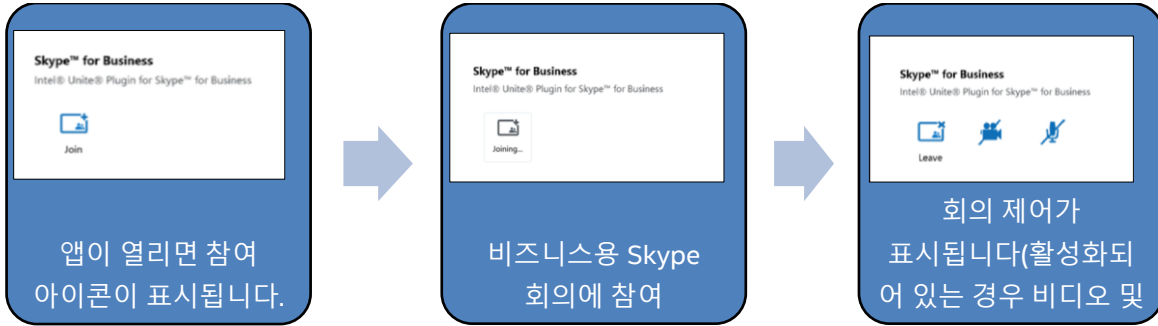 Skype™ for Business
Intel® Unite® Plugin for Skype™ for Business
Join
앱이 열리면 참여
아이콘이 표시됩니다.
Skype™ for Business
Intel® Unite® Plugin for Skype™ for Business
Joining...
비즈니스용 Skype
회의에 참여
Skype™ for Business
Intel® Unite® Plugin for Skype™ for Business
Leave
회의 제어가
표시됩니다(활성화되
어 있는 경우 비디오 및